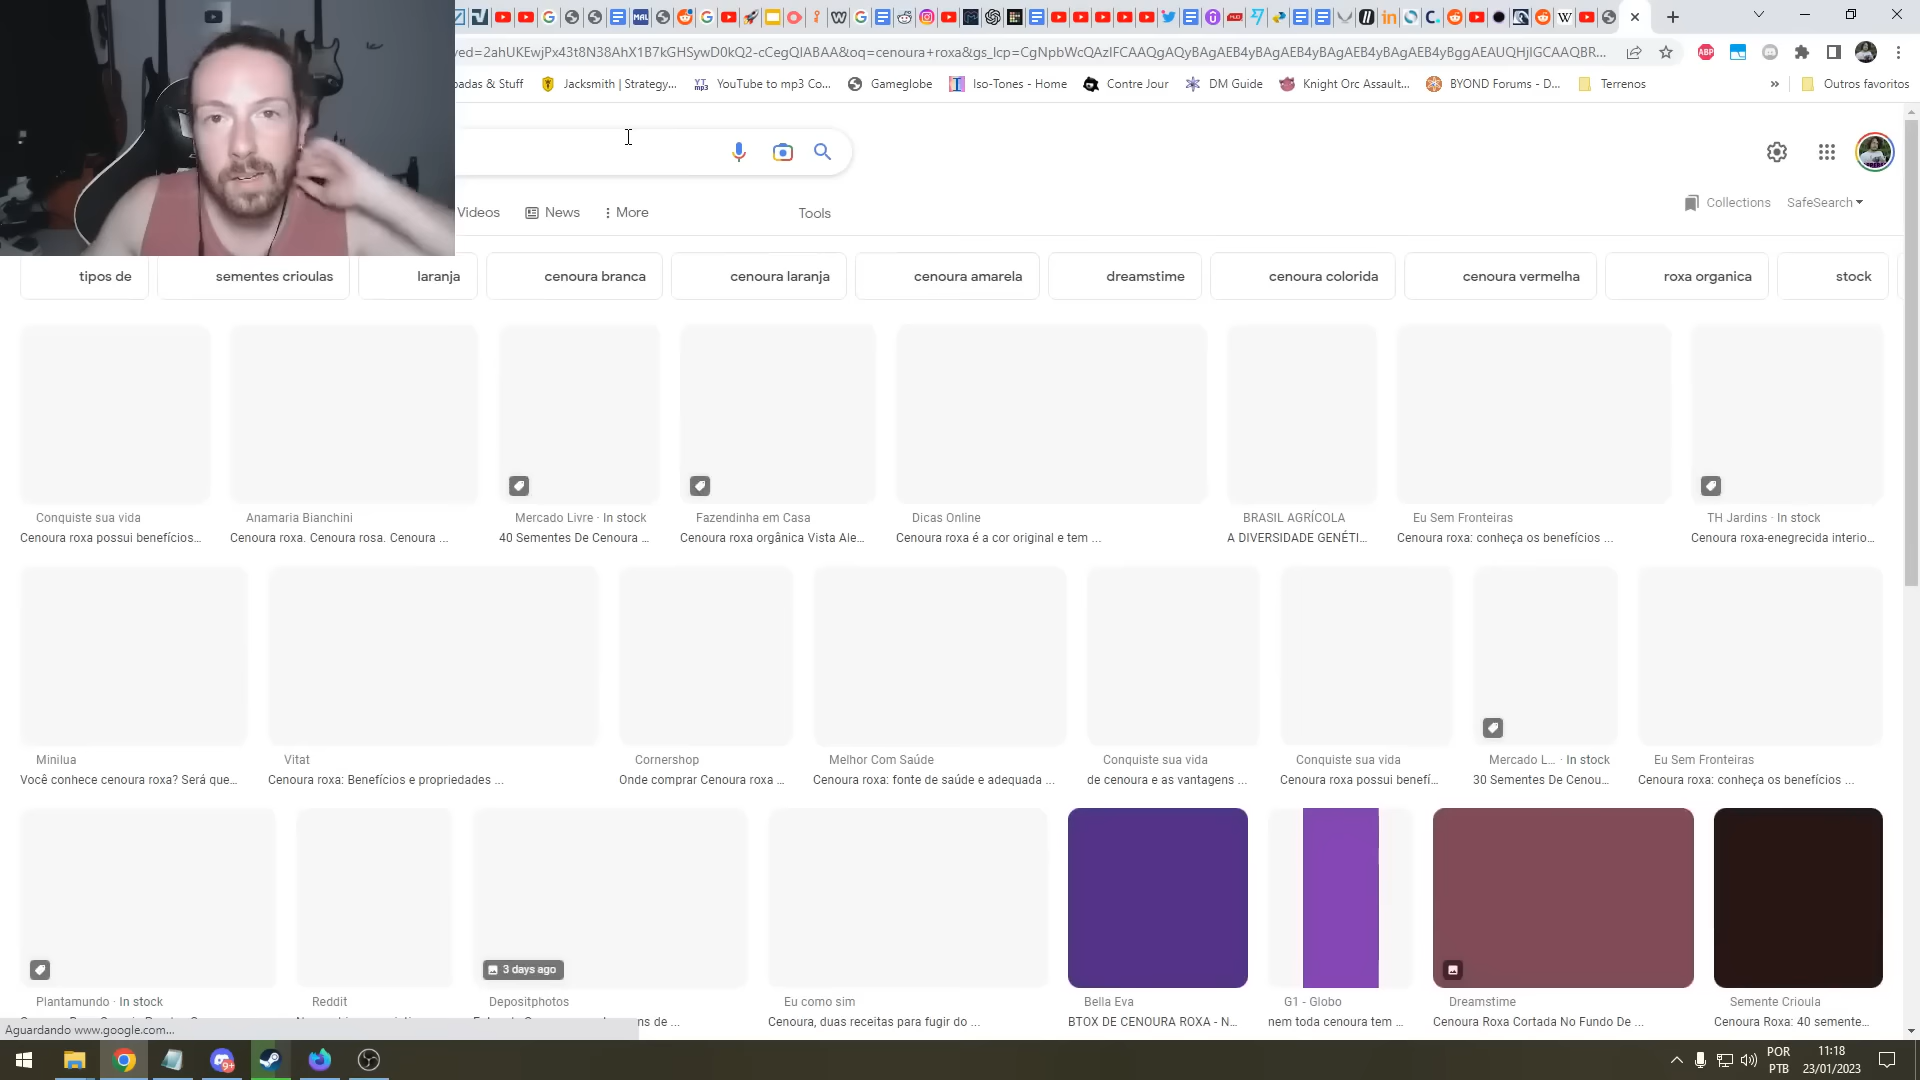 ved=2ahUKEwjPx43t8N38AhX1B7kGHSywD0kQ2-cCegQIABAA&oq=cenoura+roxa&gs_lcp=CgNpbWcQAzIFCAAQgAQyBAgAEB4yBAgAEB4yBAgAEB4yBAgAEB4yBggAEAUQHjIGCAAQBR...
ABP
padas & Stuff
Jacksmith | Strategy...
YouTube to mp3 Co...
Gameglobe
Iso-Tones - Home
Contre Jour
DM Guide
Knight Orc Assault...
BYOND Forums - D...
Terrenos
»
Outros favoritos
Videos
News
More
Tools
Collections
SafeSearch
tipos de
sementes crioulas
laranja
cenoura branca
cenoura laranja
cenoura amarela
dreamstime
cenoura colorida
cenoura vermelha
roxa organica
stock
Conquiste sua vida
Cenoura roxa possui benefícios...
Anamaria Bianchini
Cenoura roxa. Cenoura rosa. Cenoura ...
Mercado Livre · In stock
40 Sementes De Cenoura ...
Fazendinha em Casa
Cenoura roxa orgânica Vista Ale...
Dicas Online
Cenoura roxa é a cor original e tem ...
BRASIL AGRÍCOLA
A DIVERSIDADE GENÉTI...
Eu Sem Fronteiras
Cenoura roxa: conheça os benefícios ...
TH Jardins · In stock
Cenoura roxa-enegrecida interio...
Minilua
Você conhece cenoura roxa? Será que...
Vitat
Cenoura roxa: Benefícios e propriedades ...
Cornershop
Onde comprar Cenoura roxa ...
Melhor Com Saúde
Cenoura roxa: fonte de saúde e adequada ...
Conquiste sua vida
de cenoura e as vantagens ...
Conquiste sua vida
Cenoura roxa possui benefí...
Mercado L... · In stock
30 Sementes De Cenou...
Eu Sem Fronteiras
Cenoura roxa: conheça os benefícios ...
3 days ago
Plantamundo · In stock
Reddit
Depositphotos
ns de ...
Eu como sim
Cenoura, duas receitas para fugir do ...
Bella Eva
BTOX DE CENOURA ROXA - N...
G1 - Globo
nem toda cenoura tem ...
Dreamstime
Cenoura Roxa Cortada No Fundo De ...
Semente Crioula
Cenoura Roxa: 40 semente...
Aguardando www.google.com...
9+
POR
PTB
11:18
23/01/2023